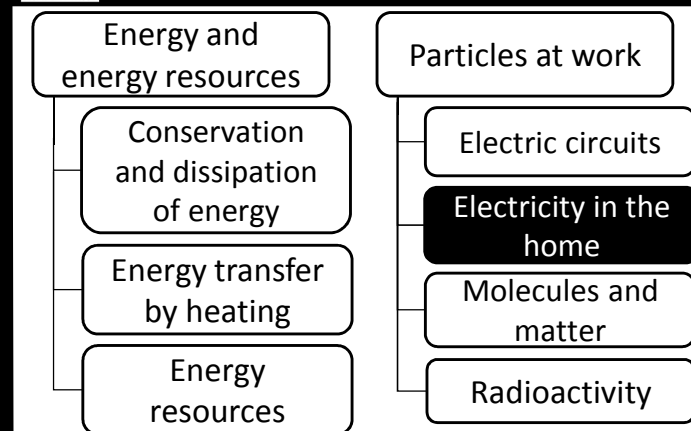 Energy and
energy resources
Conservation
and dissipation
of energy
Energy transfer
by heating
Energy
resources
Particles at work
Electric circuits
Electricity in the
home
Molecules and
matter
Radioactivity